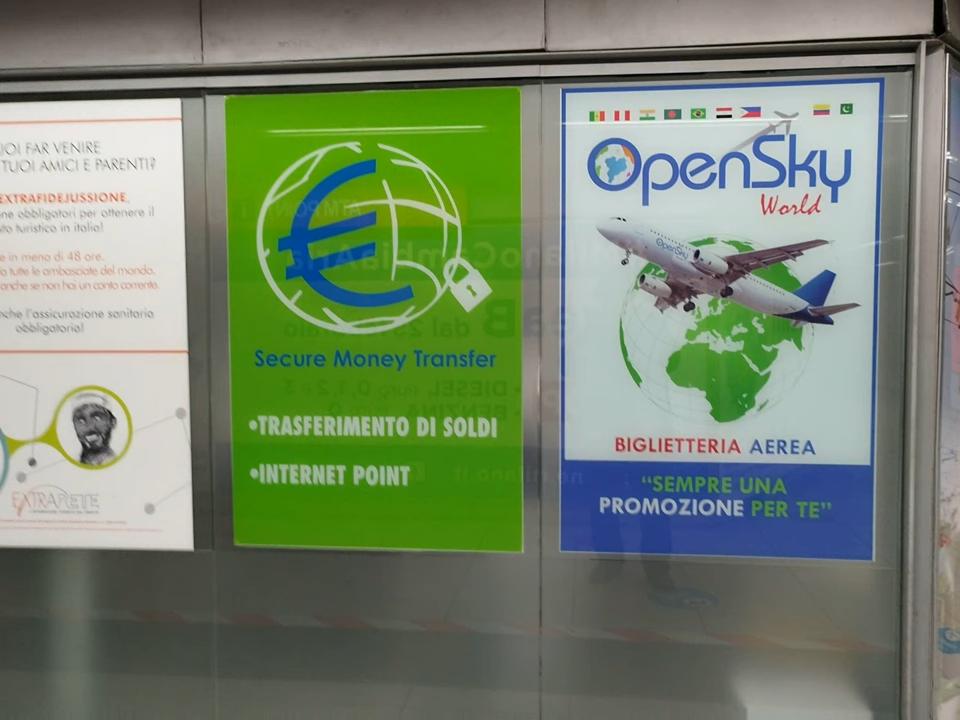 UOI FAR VENIRE
TUOI AMICI E PARENTI?
EXTRAFIDEJUSSIONE,
obbligatori per ottenere il
turistico in italia!
e in meno di 48 ore.
tutte le ambasciate del mondo.
anche se non hai un conto corrente.
l'assicurazione sanitaria
obbligatoria!
EXTRARETE
Secure Money Transfer
•TRASFERIMENTO DI SOLDI
•INTERNET POINT
OpenSky
World
OpenSky
BIGLIETTERIA AEREA
"SEMPRE UNA
PROMOZIONE PER TE"